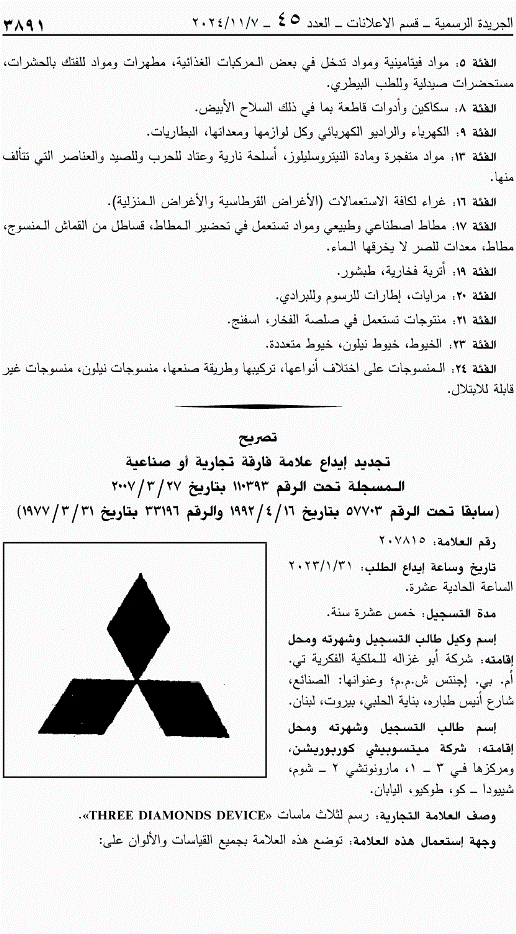 الجريدة الرسمية ــ قسم الاعلانات ــ العدد ٤٥ ــ ٢٠٢٤/١١/٧
٣٨٩١
الفئة ٥: مواد فيتامينية ومواد تدخل في بعض المركبات الغذائية، مطهرات ومواد للفتك بالحشرات،
مستحضرات صيدلية وللطب البيطري.
الفئة ٨: سكاكين وأدوات قاطعة بما في ذلك السلاح الأبيض.
الفئة ٩: الكهرباء والراديو الكهربائي وكل لوازمها ومعداتها، البطاريات.
الفئة ١٣: مواد متفجرة ومادة النيتروسليلوز، أسلحة نارية وعتاد للحرب وللصيد والعناصر التي تتألف
منها.
الفئة ١٦: غراء لكافة الاستعمالات (الأغراض القرطاسية والأغراض المنزلية).
الفئة ١٧: مطاط اصطناعي وطبيعي ومواد تستعمل في تحضير المطاط، قساطل من القماش المنسوج،
مطاط، معدات للصر لا يخرقها الماء.
الفئة ١٩: أتربة فخارية، طبشور.
الفئة ٢٠: مرايات، إطارات للرسوم وللبرادي.
الفئة ٢١: منتوجات تستعمل في صلصة الفخار، اسفنج.
الفئة ٢٣: الخيوط، خيوط نيلون، خيوط متعددة.
الفئة ٢٤: المنسوجات على اختلاف أنواعها، تركيبها وطريقة صنعها، منسوجات نيلون، منسوجات غير
قابلة للابتلال.
تصريح
تجديد إيداع علامة فارقة تجارية أو صناعية
المسجلة تحت الرقم ١١٠٣٩٣ بتاريخ ٢٠٠٧/٣/٢٧
(سابقا تحت الرقم ٥٧٧٠٣ بتاريخ ١٩٩٢/٤/١٦ والرقم ٣٣١٩٦ بتاريخ ١٩٧٧/٣/٣١)
رقم العلامة: ٢٠٧٨١٥
تاريخ وساعة إيداع الطلب: ٢٠٢٣/١/٣١
الساعة الحادية عشرة.
مدة التسجيل: خمس عشرة سنة.
إسم وكيل طالب التسجيل وشهرته ومحل
إقامته: شركة أبو غزاله للملكية الفكرية تي.
أم. بي. إجنتس ش.م.م؛ وعنوانها: الصنائع،
شارع أنيس طباره، بناية الحلبي، بيروت، لبنان.
إسم طالب التسجيل وشهرته ومحل
إقامته: شركة ميتسوبيشي كوربوريشن،
ومركزها في ٣ ــ ١، مارونوتشي ٢ ــ شوم،
شييودا ــ كو، طوكيو، اليابان.
وصف العلامة التجارية: رسم لثلاث ماسات «THREE DIAMONDS DEVICE».
وجهة إستعمال هذه العلامة: توضع هذه العلامة بجميع القياسات والألوان على: